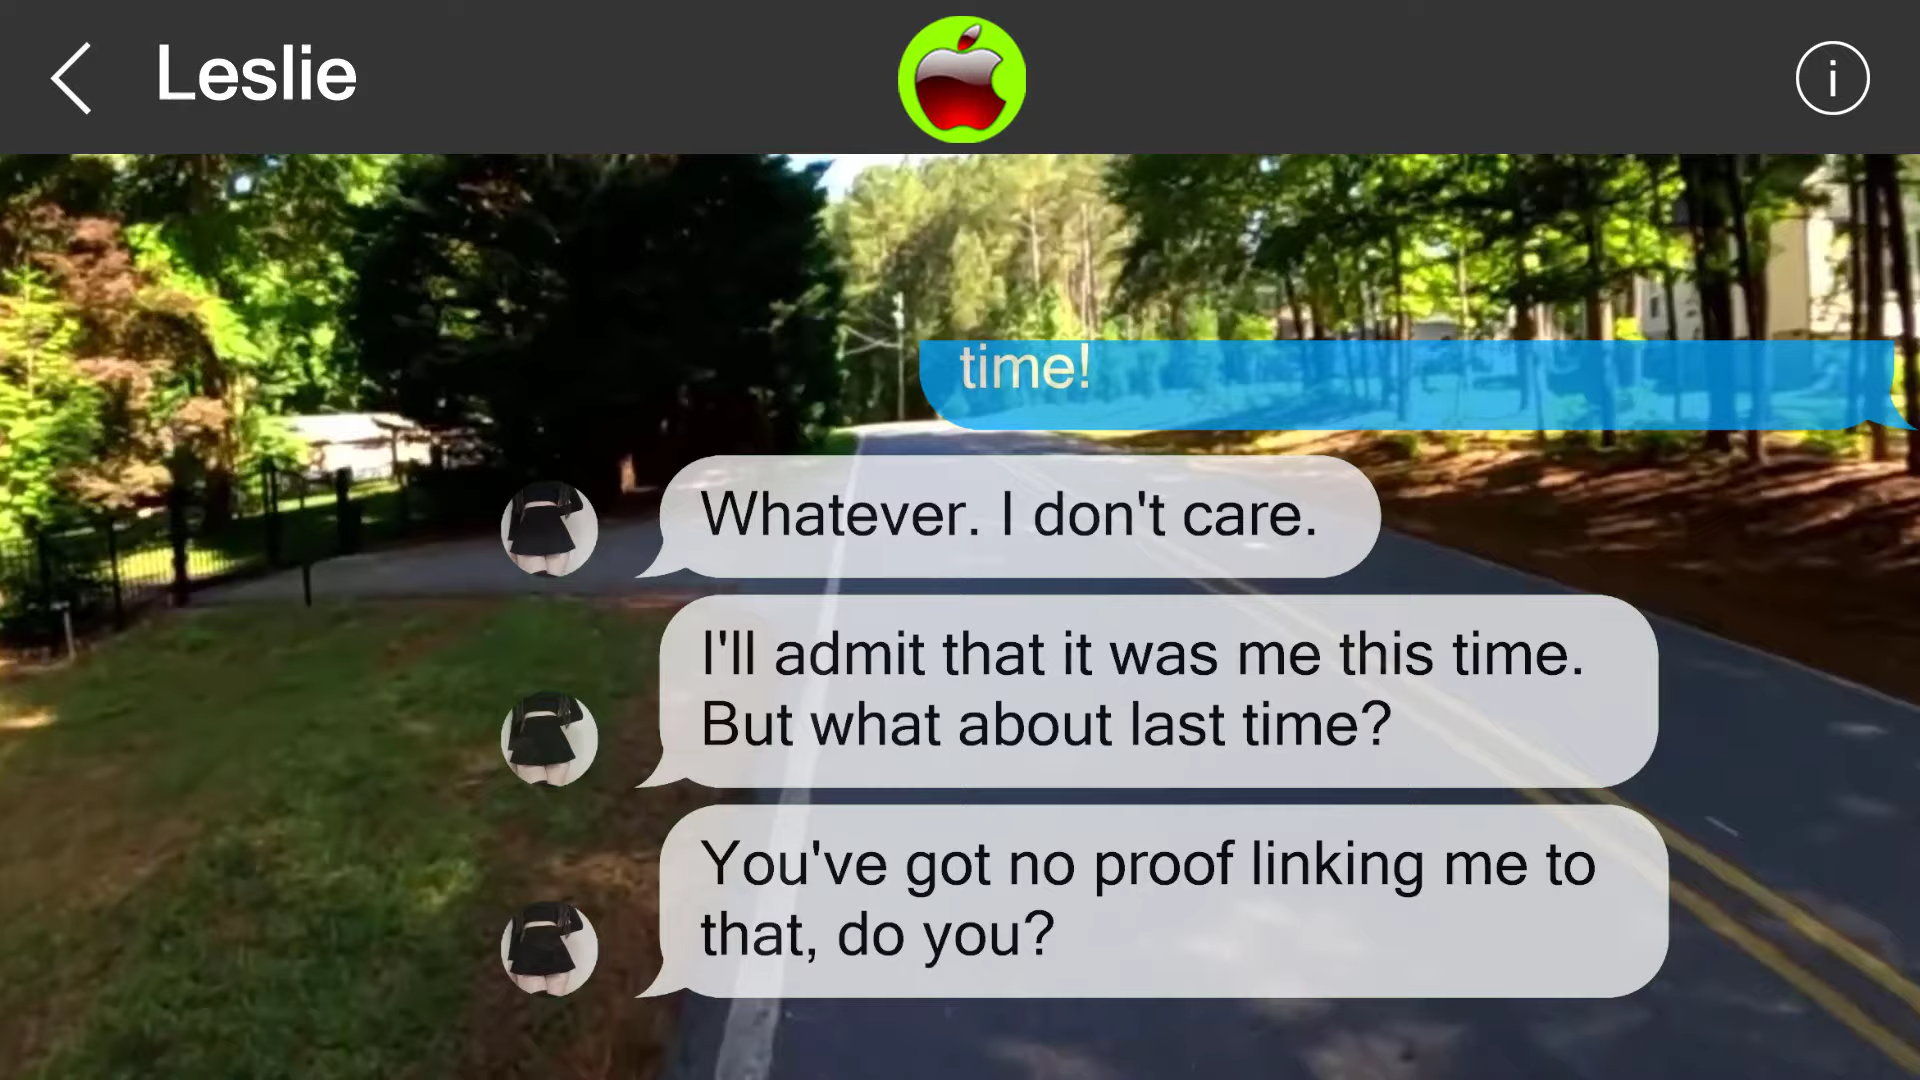 Leslie
i
time!
Whatever. I don't care.
I'll admit that it was me this time.
But what about last time?
You've got no proof linking me to
that, do you?